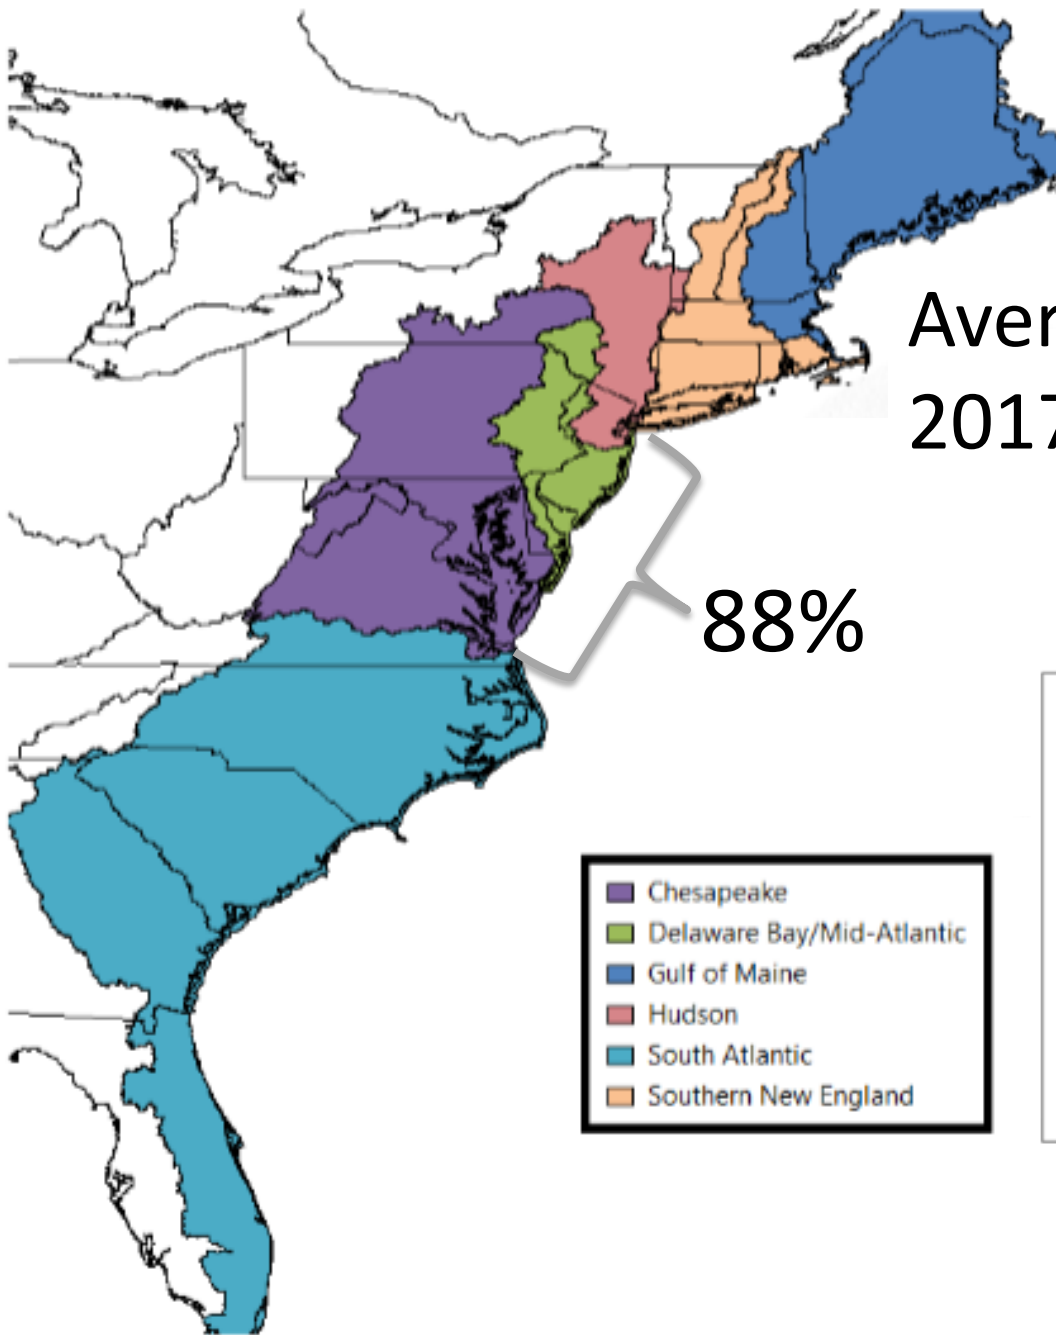 Aver
2017
88%
Chesapeake
Delaware Bay/Mid-Atlantic
Gulf of Maine
Hudson
South Atlantic
Southern New England